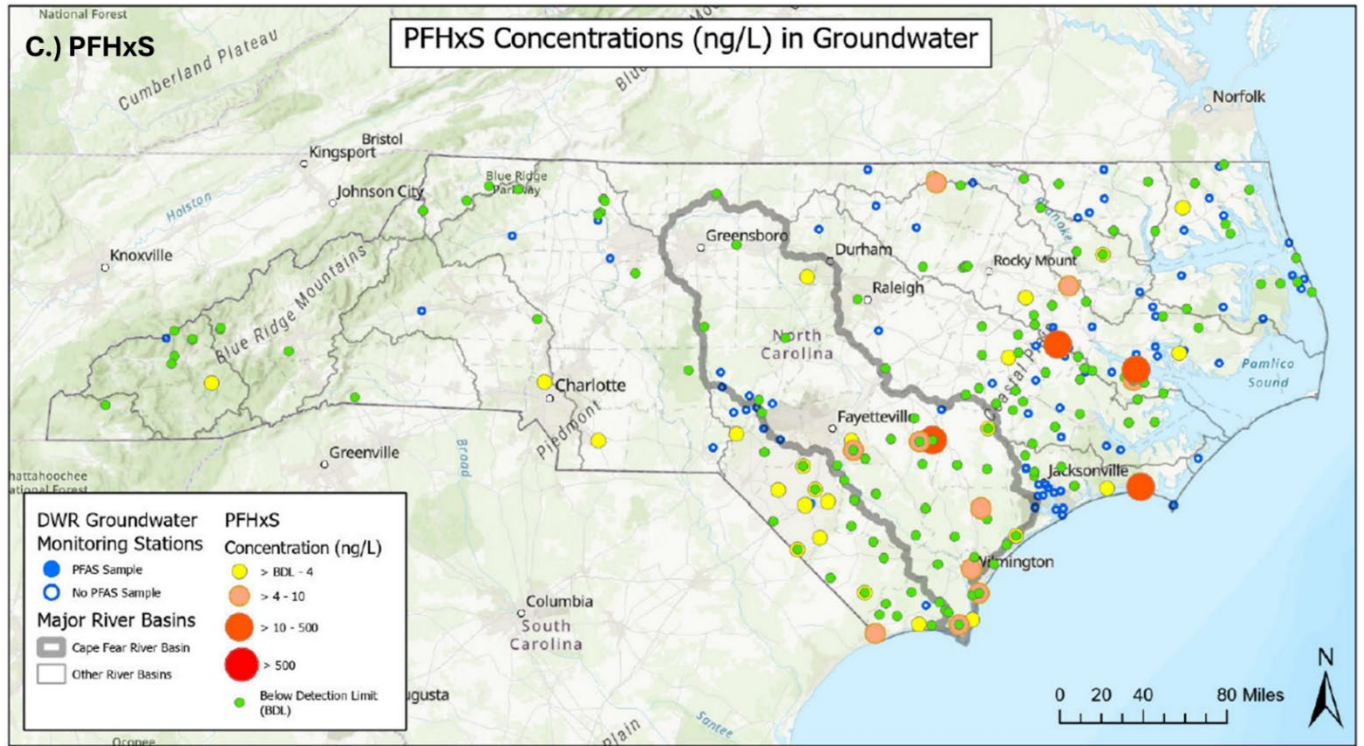 National Forest
C.) PFHxS
PFHxS Concentrations (ng/L) in Groundwater
Cumberland Plateau
Norfolk
Bristol
Kingsport
Johnson City
Blue Ridge
Parkway
Holston
Greensboro
Durham
Roanoke
Knoxville
Rocky Mount
Raleigh
Blue Ridge Mountains
North
Carolina
Coastal
Pamlico
Sound
Charlotte
Piedmont
Fayetteville
Greenville
Broad
hattahoochee
ational Forest
Jacksonville
Wilmington
Columbia
South
Carolina
DWR Groundwater
Monitoring Stations
PFAS Sample
No PFAS Sample
Major River Basins
Cape Fear River Basin
Other River Basins
PFHxS
Concentration (ng/L)
> BDL - 4
> 4 - 10
> 10 - 500
> 500
Below Detection Limit
(BDL)
ugusta
Plain
Santee
0 20 40 80 Miles
N
Oconee